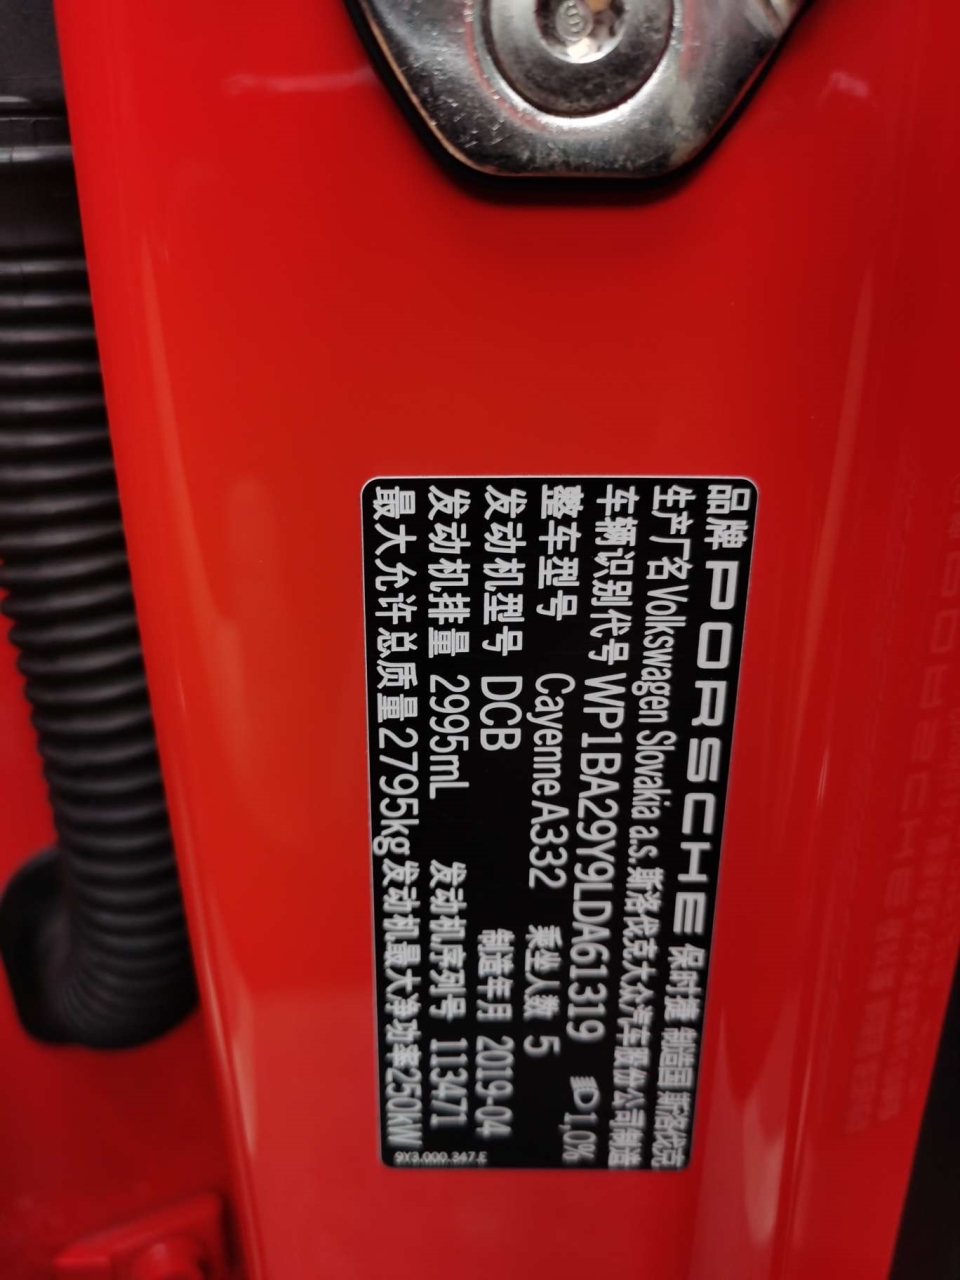 品牌 PORSCHE 保时捷 制造国 斯洛伐克
生产厂名 Volkswagen Slovakia a.s. 斯洛伐克大众汽车股份公司制造
车辆识别代号 WP1BA29Y9LDA61319 1,0%
整车型号 Cayenne A332 乘坐人数 5
发动机型号 DCB 制造年月 2019-04
发动机排量 2995mL 发动机序列号 113471
最大允许总质量 2795kg 发动机最大净功率 250KW
9Y3.000.347.E